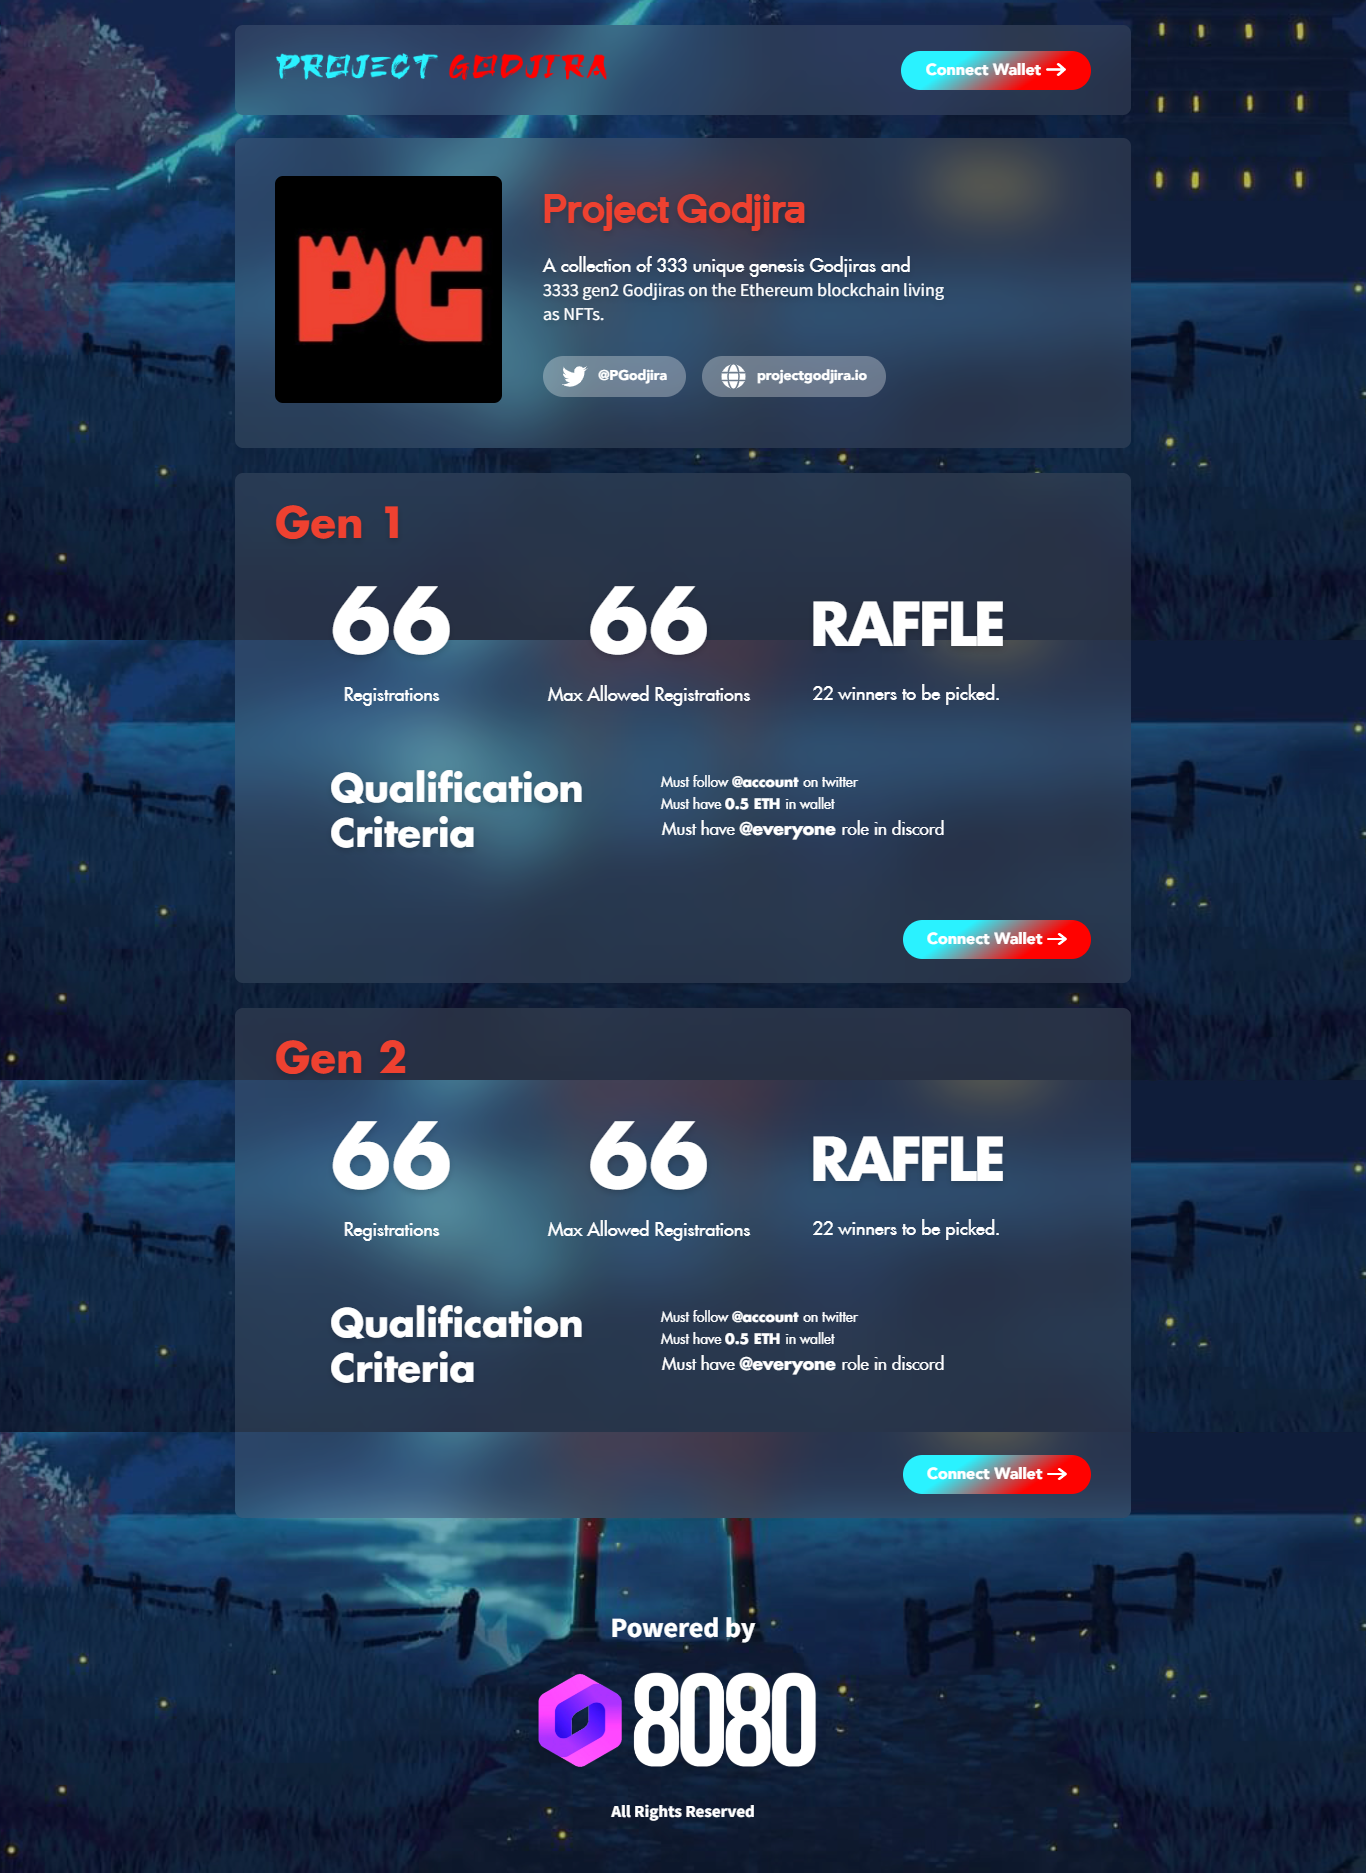 PROJECT GODJIRA
Connect Wallet →
PG
Project Godjira
A collection of 333 unique genesis Godjiras and
3333 gen2 Godjiras on the Ethereum blockchain living
as NFTs.
@PGodjira
projectgodjira.io
Gen 1
66
66
RAFFLE
Registrations
Max Allowed Registrations
22 winners to be picked.
Qualification
Criteria
Must follow @account on twitter
Must have 0.5 ETH in wallet
Must have @everyone role in discord
Connect Wallet →
Gen 2
66
66
RAFFLE
Registrations
Max Allowed Registrations
22 winners to be picked.
Qualification
Criteria
Must follow @account on twitter
Must have 0.5 ETH in wallet
Must have @everyone role in discord
Connect Wallet →
Powered by
8080
All Rights Reserved